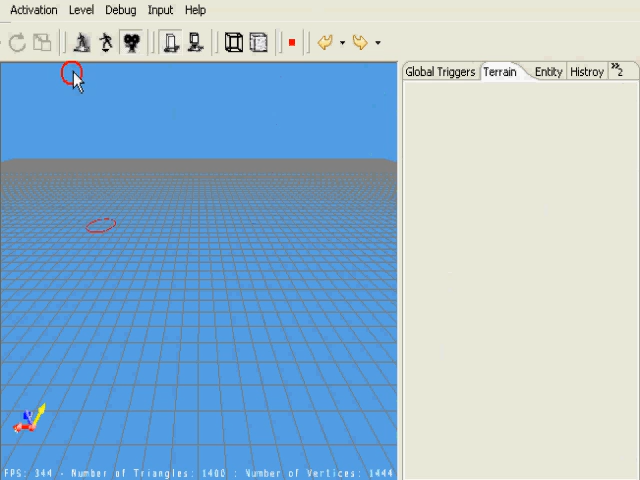 Activation Level Debug Input Help
Global Triggers Terrain Entity Histroy 2
FPS: 344 - Number of Triangles: 1400 : Number of Vertices: 1444